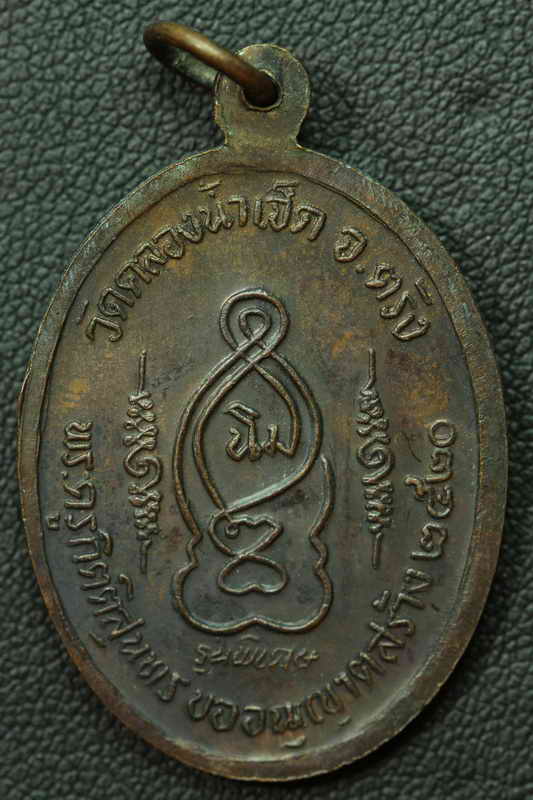 วัดคลองน้ำเจ็ด จ.ตรัง
นิม
รุ่นพิเศษ
พระครูกิตติสุนทร ขออนุญาตสร้าง ๒๕๒๐